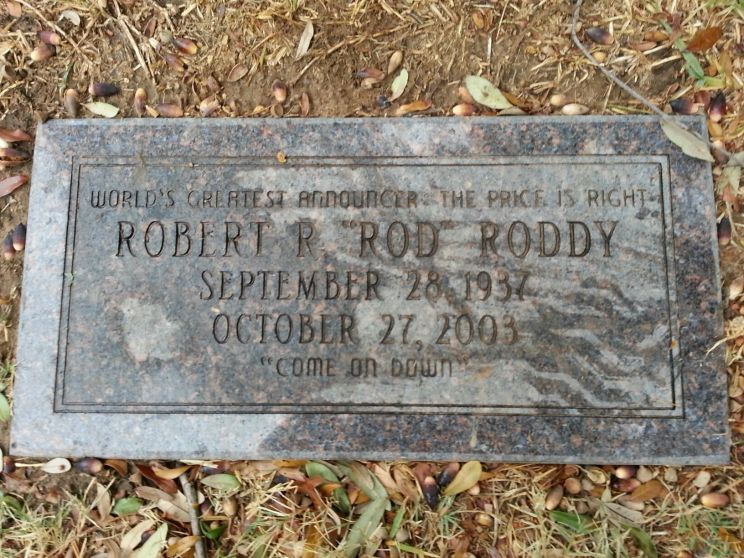 WORLD'S GREATEST ANNOUNCER THE PRICE IS RIGHT
ROBERT R. "ROD" RODDY
SEPTEMBER 28, 1937
OCTOBER 27, 2003
"COME ON DOWN"